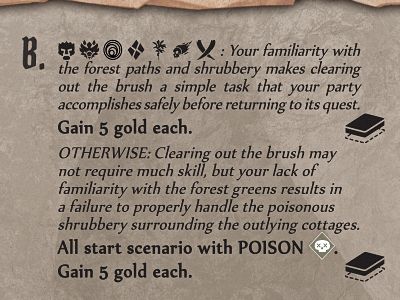 B.
: Your familiarity with
the forest paths and shrubbery makes clearing
out the brush a simple task that your party
accomplishes safely before returning to its quest.
Gain 5 gold each.
OTHERWISE: Clearing out the brush may
not require much skill, but your lack of
familiarity with the forest greens results in
a failure to properly handle the poisonous
shrubbery surrounding the outlying cottages.
All start scenario with POISON .
Gain 5 gold each.